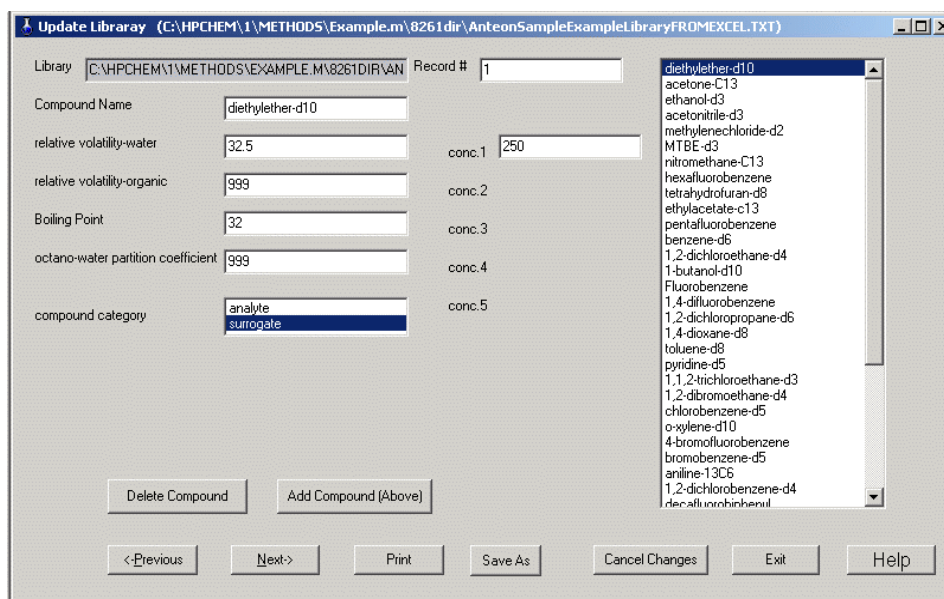 Update Libraray (C:\HPCHEM\1\METHODS\Example.m\8261dir\AnteonSampleExampleLibraryFROMEXCEL.TXT)
Library C:\HPCHEM\1\METHODS\EXAMPLE.M\8261DIR\AN Record # 1
Compound Name diethylether-d10
relative volatility-water 32.5 conc.1 250
relative volatility-organic 999 conc.2
Boiling Point 32 conc.3
octano-water partition coefficient 999 conc.4
compound category analyte conc.5
surrogate
diethylether-d10
acetone-C13
ethanol-d3
acetonitrile-d3
methylenechloride-d2
MTBE-d3
nitromethane-C13
hexafluorobenzene
tetrahydrofuran-d8
ethylacetate-c13
pentafluorobenzene
benzene-d6
1,2-dichloroethane-d4
1-butanol-d10
Fluorobenzene
1,4-difluorobenzene
1,2-dichloropropane-d6
1,4-dioxane-d8
toluene-d8
pyridine-d5
1,1,2-trichloroethane-d3
1,2-dibromoethane-d4
chlorobenzene-d5
o-xylene-d10
4-bromofluorobenzene
bromobenzene-d5
aniline-13C6
1,2-dichlorobenzene-d4
decafluorobiphenyl
Delete Compound Add Compound (Above)
<-Previous Next-> Print Save As Cancel Changes Exit Help